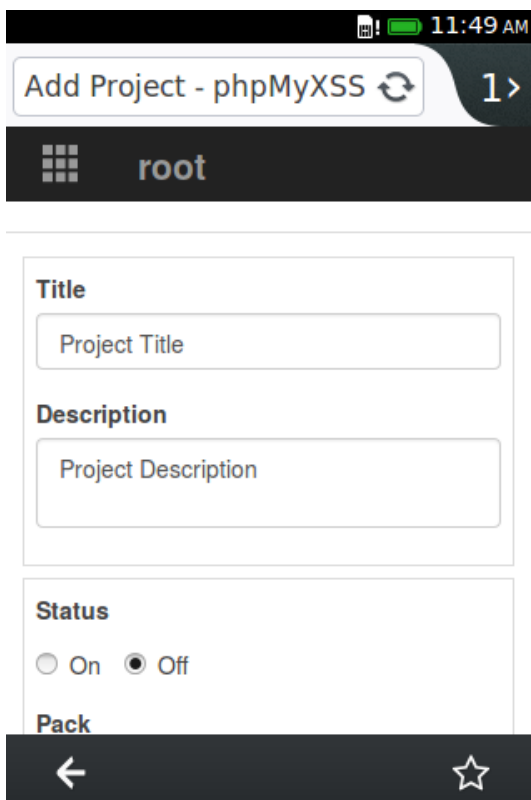 11:49 AM
Add Project - phpMyXSS
1
root
Title
Project Title
Description
Project Description
Status
On Off
Pack